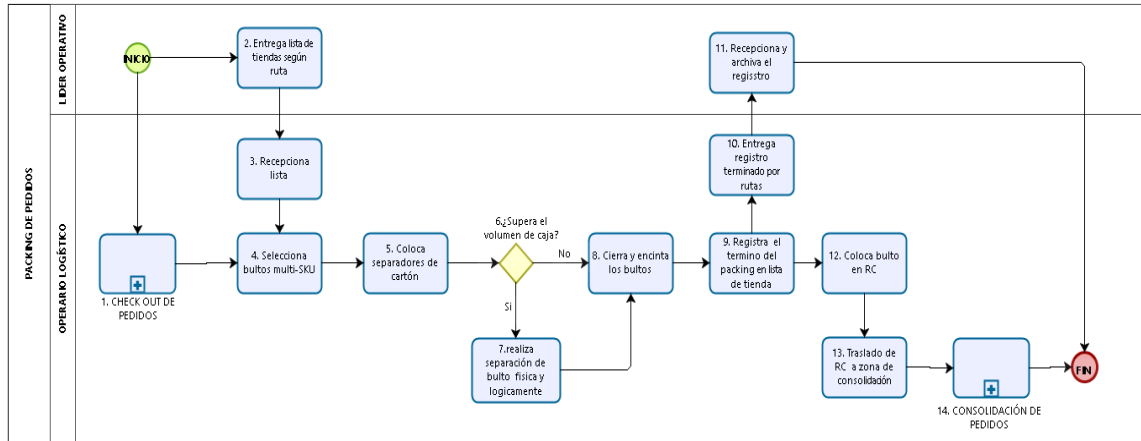 PACKING DE PEDIDOS
LIDER OPERATIVO
OPERARIO LOGÍSTICO
INICIO
2. Entrega lista de
tiendas según
ruta
11. Recepciona y
archiva el
regisstro
3. Recepciona
lista
10. Entrega
registro
terminado por
rutas
1. CHECK OUT DE
PEDIDOS
4. Selecciona
bultos multi-SKU
5. Coloca
separadores de
cartón
6.¿Supera el
volumen de caja?
No
Si
7.realiza
separación de
bulto fisica y
logicamente
8. Cierra y encinta
los bultos
9. Registra el
termino del
packing en lista
de tienda
12. Coloca bulto
en RC
13. Traslado de
RC a zona de
consolidación
14. CONSOLIDACIÓN DE
PEDIDOS
FIN